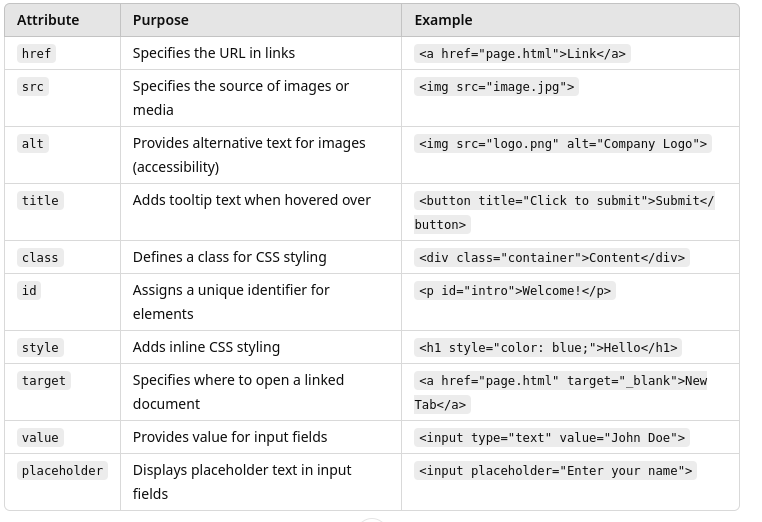 Attribute Purpose Example
href Specifies the URL in links <a href="page.html">Link</a>
src Specifies the source of images or <img src="image.jpg">
media
alt Provides alternative text for images <img src="logo.png" alt="Company Logo">
(accessibility)
title Adds tooltip text when hovered over <button title="Click to submit">Submit</
button>
class Defines a class for CSS styling <div class="container">Content</div>
id Assigns a unique identifier for <p id="intro">Welcome!</p>
elements
style Adds inline CSS styling <h1 style="color: blue;">Hello</h1>
target Specifies where to open a linked <a href="page.html" target="_blank">New
document Tab</a>
value Provides value for input fields <input type="text" value="John Doe">
placeholder Displays placeholder text in input <input placeholder="Enter your name">
fields